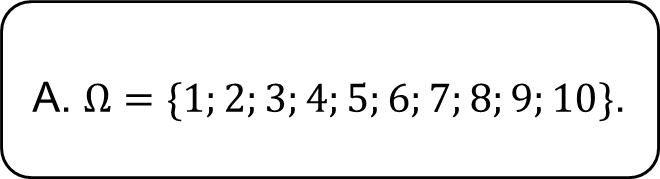 A. Ω = {1; 2; 3; 4; 5; 6; 7; 8; 9; 10}.